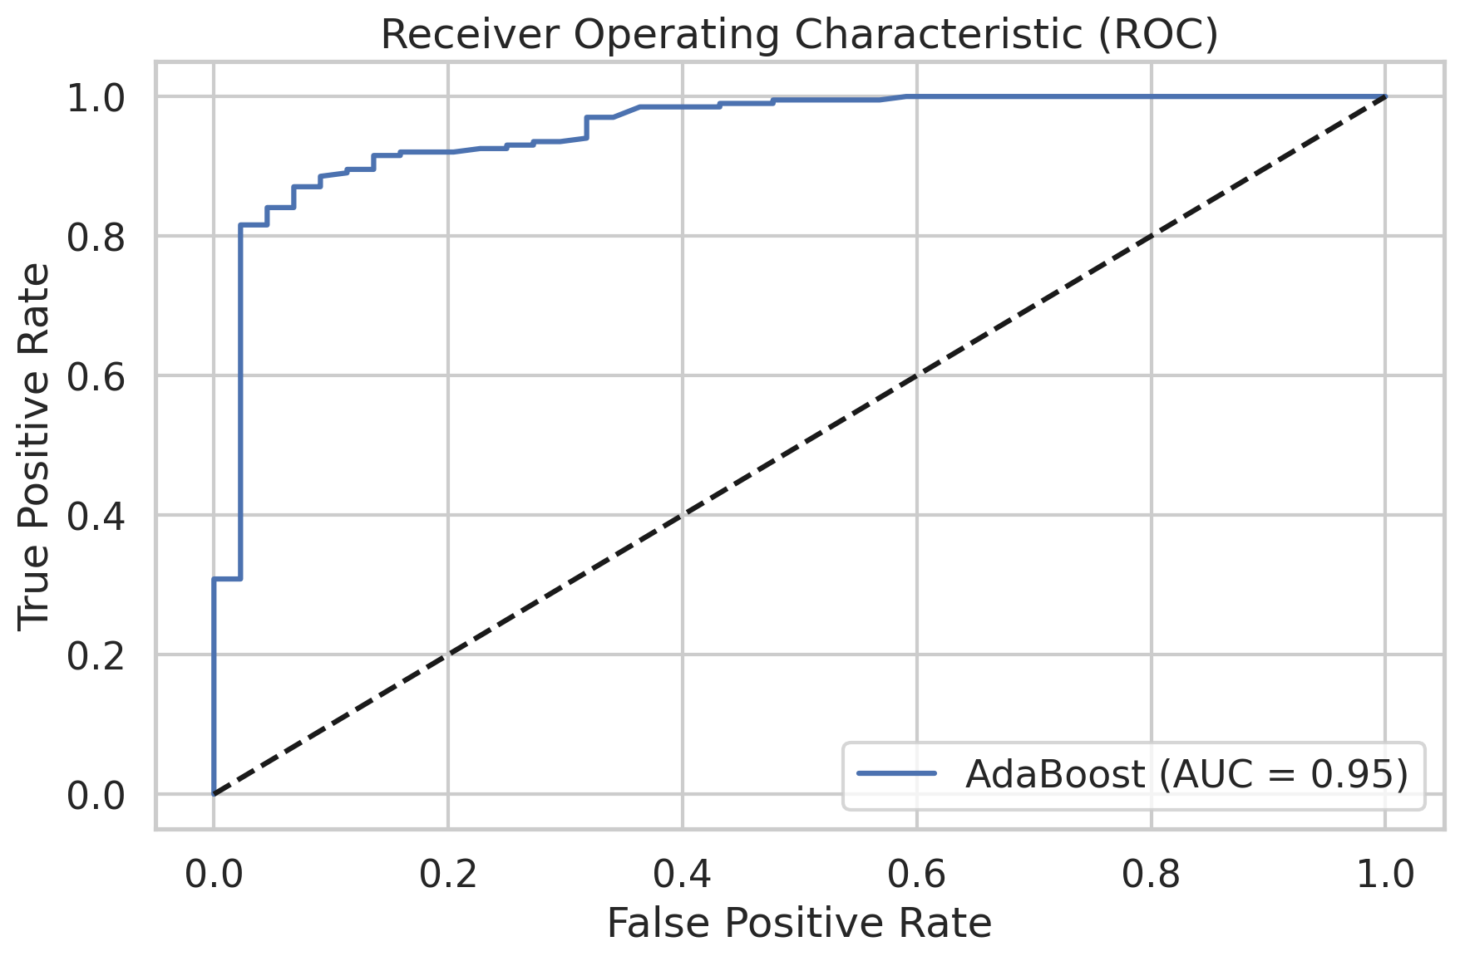 Receiver Operating Characteristic (ROC)
True Positive Rate
1.0
0.8
0.6
0.4
0.2
0.0
AdaBoost (AUC = 0.95)
0.0 0.2 0.4 0.6 0.8 1.0
False Positive Rate